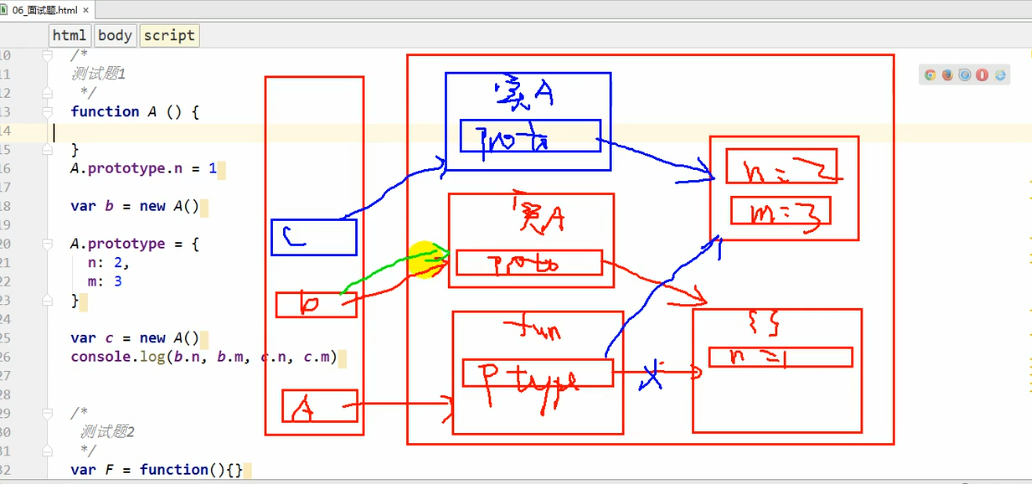 06_面试题.html ×
html body script
10 /*
11 测试题1
12 */
13 function A () {
14
15 }
16 A.prototype.n = 1
17
18 var b = new A()
19
20 A.prototype = {
21 n: 2,
22 m: 3
23 }
24
25 var c = new A()
26 console.log(b.n, b.m, c.n, c.m)
27
28
29 /*
30 测试题2
31 */
32 var F = function(){}
实A
proto
n=2
m=3
c
实A
proto
b
fun
P type
{}
n=1
A